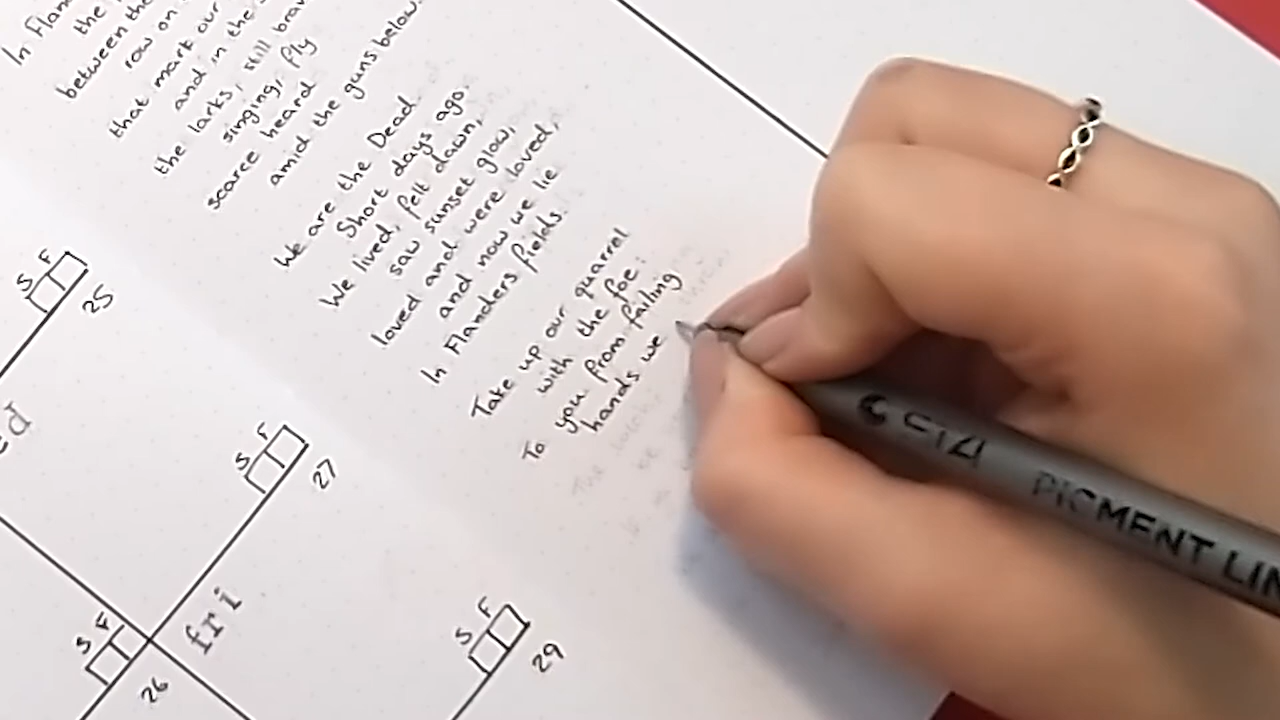 In Flan
the
between the
row on
that mark our
and in the
the larks, still brav
singing, fly
scarce heard
amid the guns below.
We are the Dead.
Short days ago.
We lived, felt dawn,
saw sunset glow,
loved and were loved,
and now we lie
In Flanders fields.
Take up our quarrel
with the foe:
To you from failing
hands we
S F
25
ed
S F
27
S F
26
fri
S F
29
PIGMENT LIN